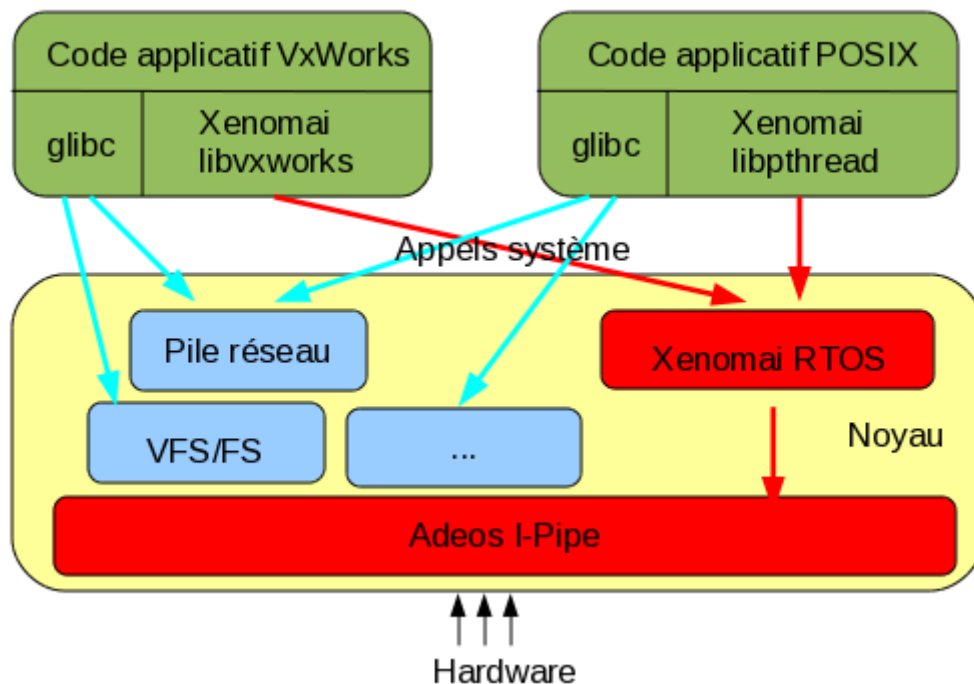 Code applicatif VxWorks
glibc
Xenomai
libvxworks
Code applicatif POSIX
glibc
Xenomai
libpthread
Appels système
Pile réseau
Xenomai RTOS
VFS/FS
...
Noyau
Adeos I-Pipe
Hardware